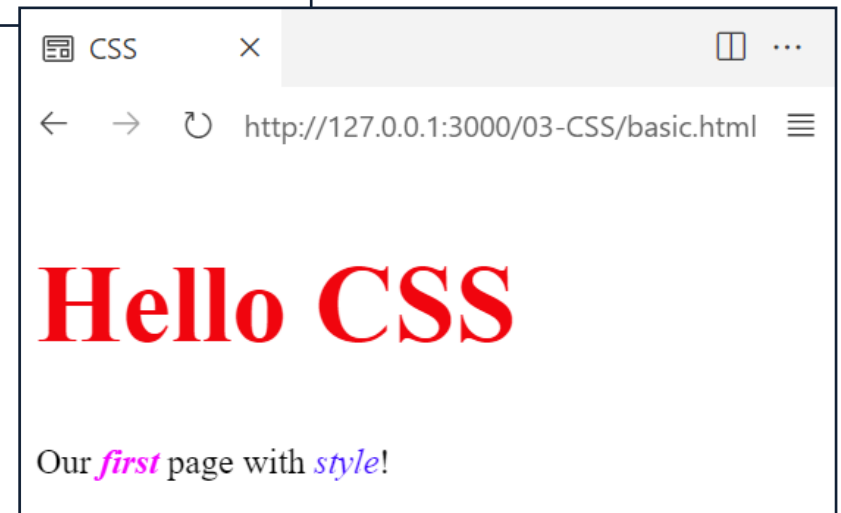 CSS
http://127.0.0.1:3000/03-CSS/basic.html
Hello CSS
Our first page with style!